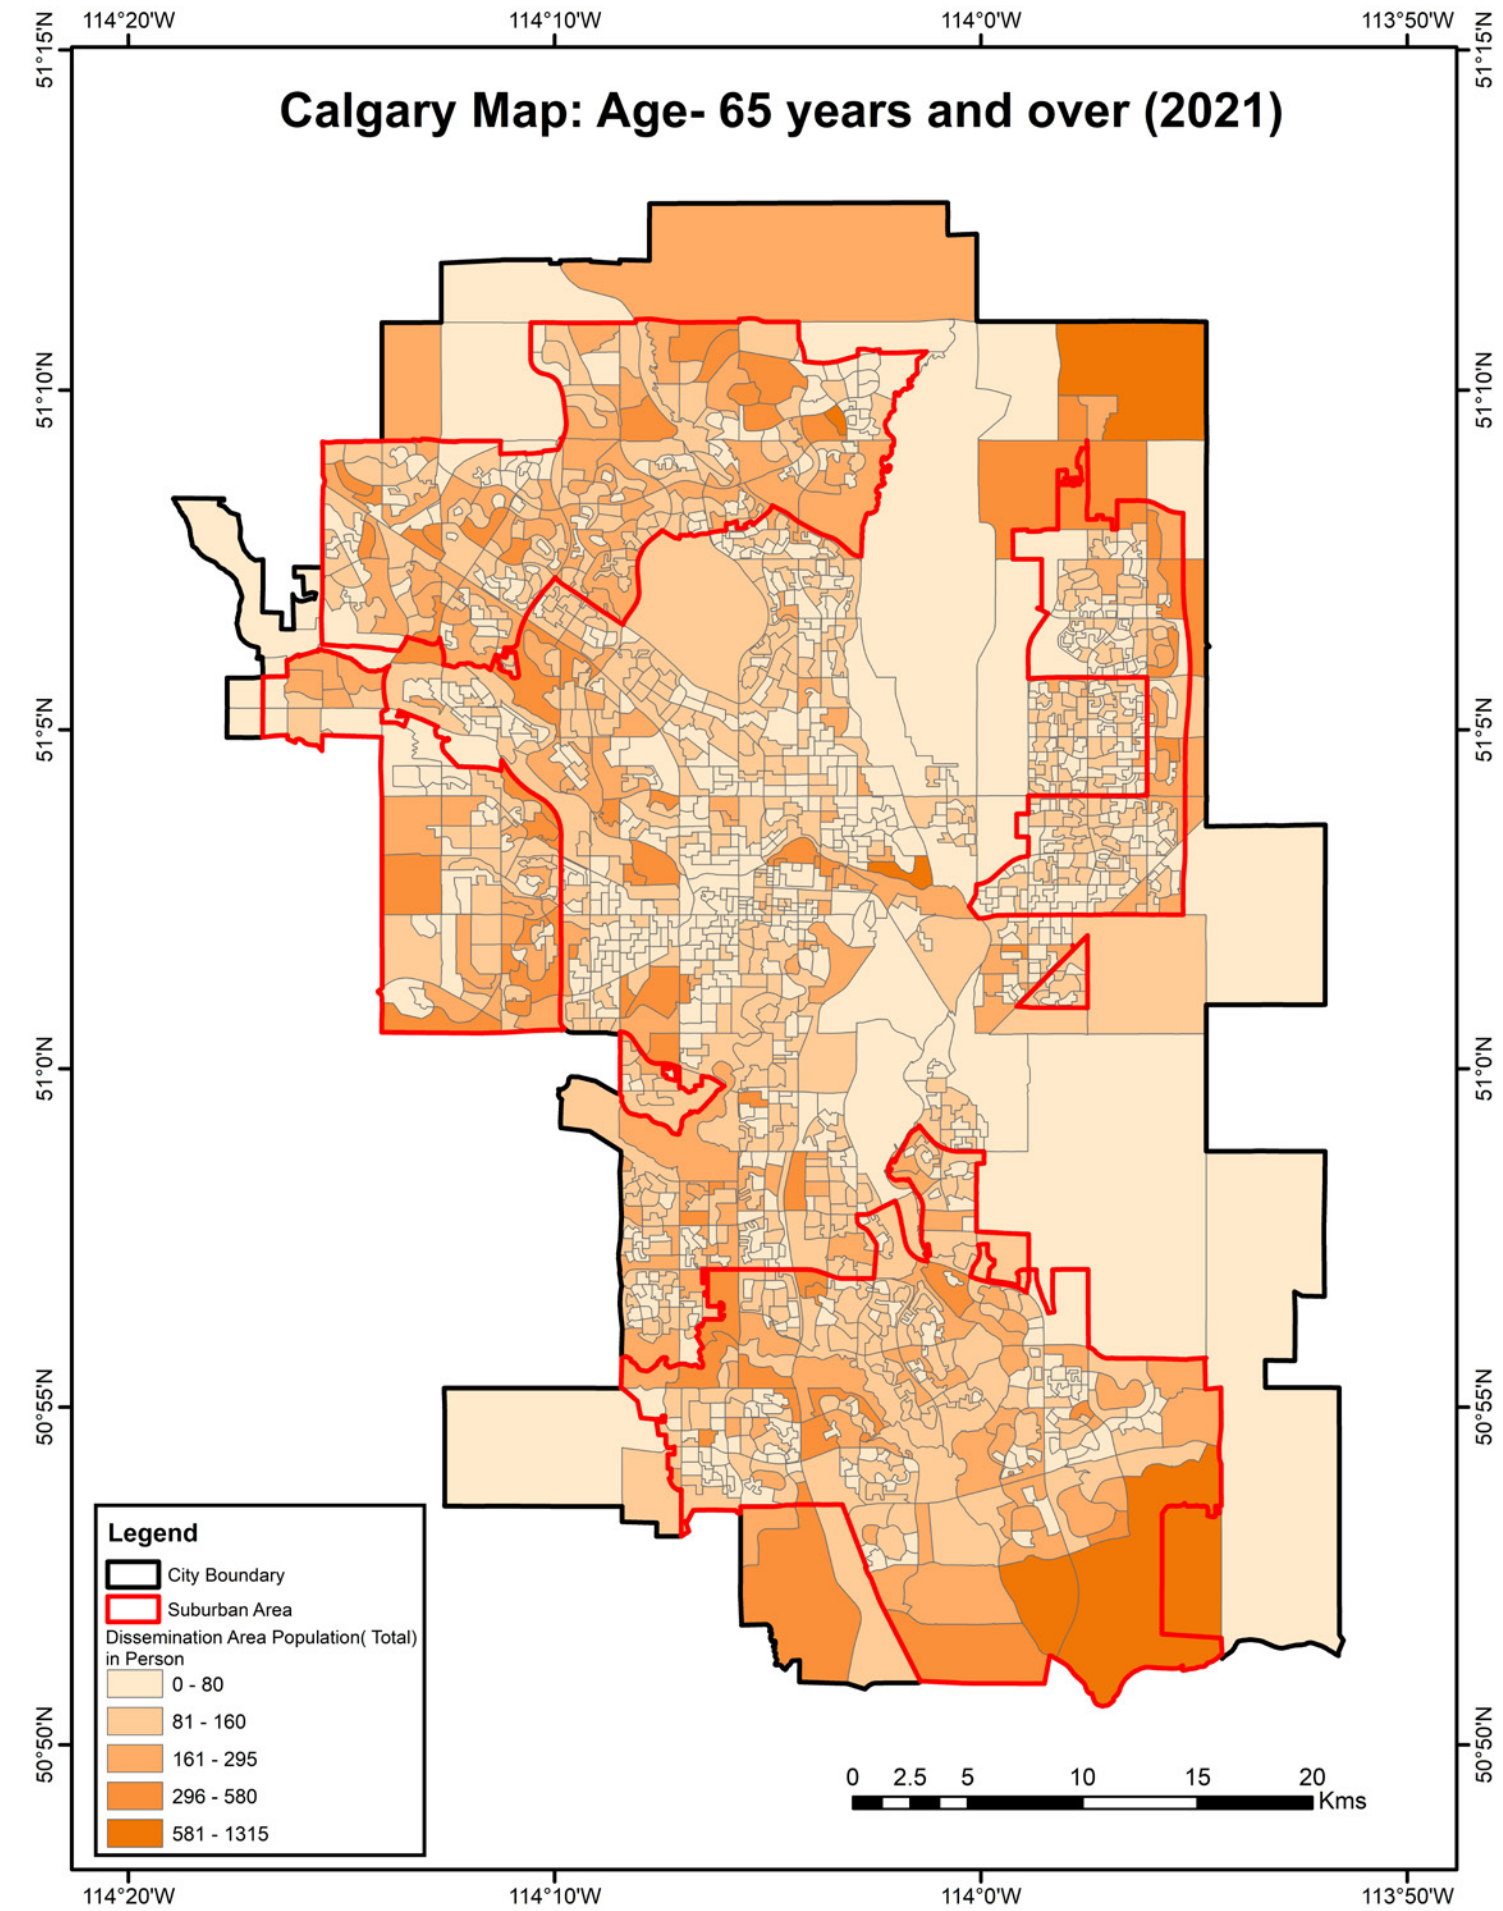 114°20'W 114°10'W 114°0'W 113°50'W
51°15'N 51°15'N
Calgary Map: Age- 65 years and over (2021)
51°10'N 51°10'N
51°5'N 51°5'N
51°0'N 51°0'N
50°55'N 50°55'N
Legend
City Boundary
Suburban Area
Dissemination Area Population( Total)
in Person
0 - 80
81 - 160
161 - 295
296 - 580
581 - 1315
50°50'N 50°50'N
0 2.5 5 10 15 20
Kms
114°20'W 114°10'W 114°0'W 113°50'W